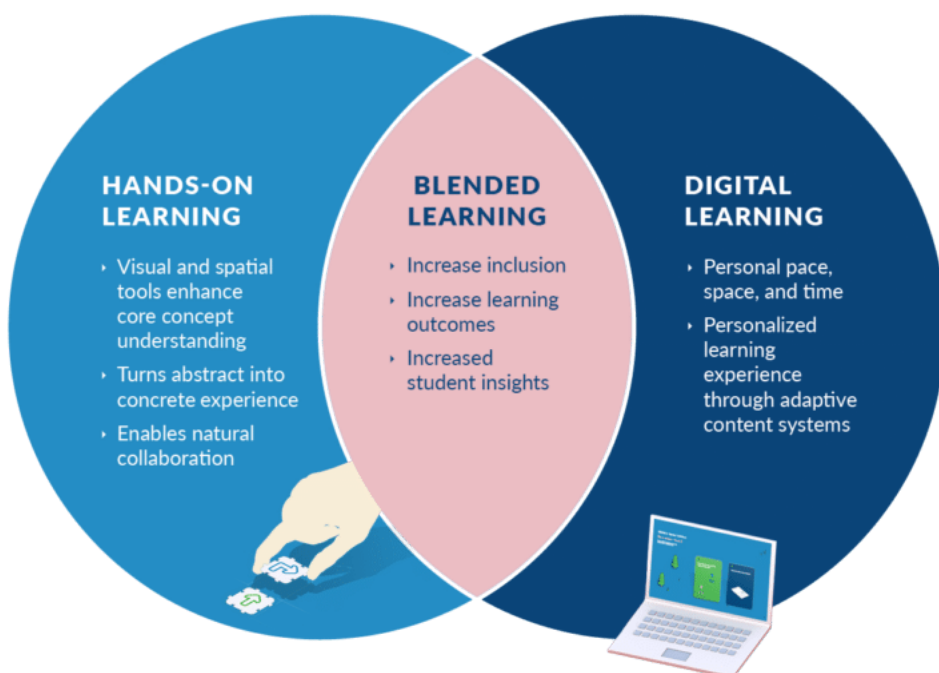 HANDS-ON
LEARNING
‣ Visual and spatial
tools enhance
core concept
understanding
‣ Turns abstract into
concrete experience
‣ Enables natural
collaboration
BLENDED
LEARNING
‣ Increase inclusion
‣ Increase learning
outcomes
‣ Increased
student insights
DIGITAL
LEARNING
‣ Personal pace,
space, and time
‣ Personalized
learning
experience
through adaptive
content systems